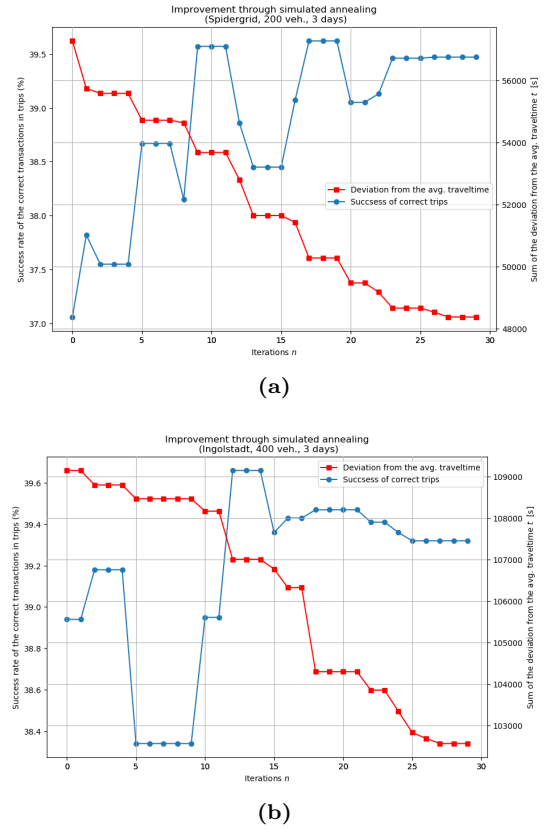 Improvement through simulated annealing
(Spidergrid, 200 veh., 3 days)
Success rate of the correct transactions in trips (%)
39.5
39.0
38.5
38.0
37.5
37.0
Deviation from the avg. traveltime
Succsess of correct trips
56000
54000
52000
50000
48000
Sum of the deviation from the avg. traveltime t [s]
0 5 10 15 20 25 30
Iterations n
(a)
Improvement through simulated annealing
(Ingolstadt, 400 veh., 3 days)
Success rate of the correct transactions in trips (%)
39.6
39.4
39.2
39.0
38.8
38.6
38.4
Deviation from the avg. traveltime
Succsess of correct trips
109000
108000
107000
106000
105000
104000
103000
Sum of the deviation from the avg. traveltime t [s]
0 5 10 15 20 25 30
Iterations n
(b)